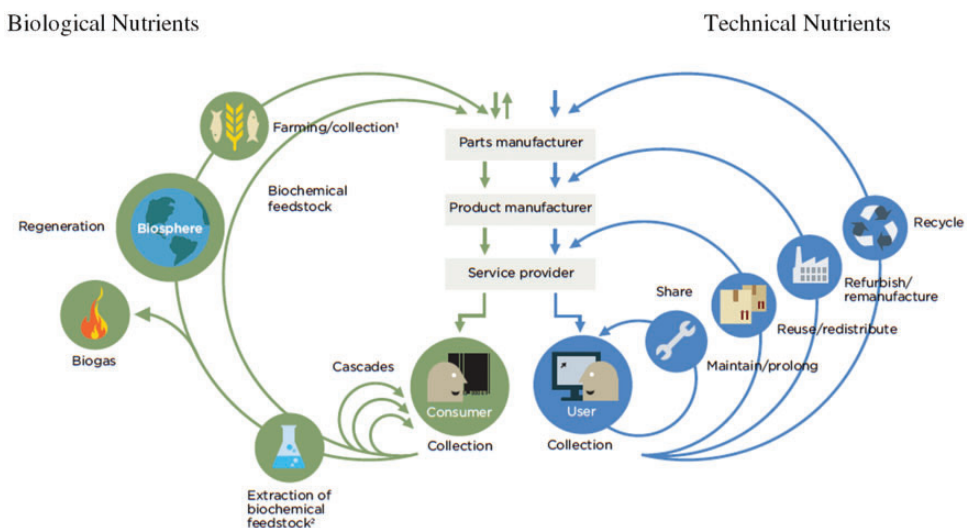 Biological Nutrients
Technical Nutrients
Farming/collection¹
Parts manufacturer
Biochemical
feedstock
Regeneration
Biosphere
Product manufacturer
Recycle
Service provider
Share
Refurbish/
remanufacture
Reuse/redistribute
Biogas
Cascades
Maintain/prolong
Consumer
User
Collection
Collection
Extraction of
biochemical
feedstock²